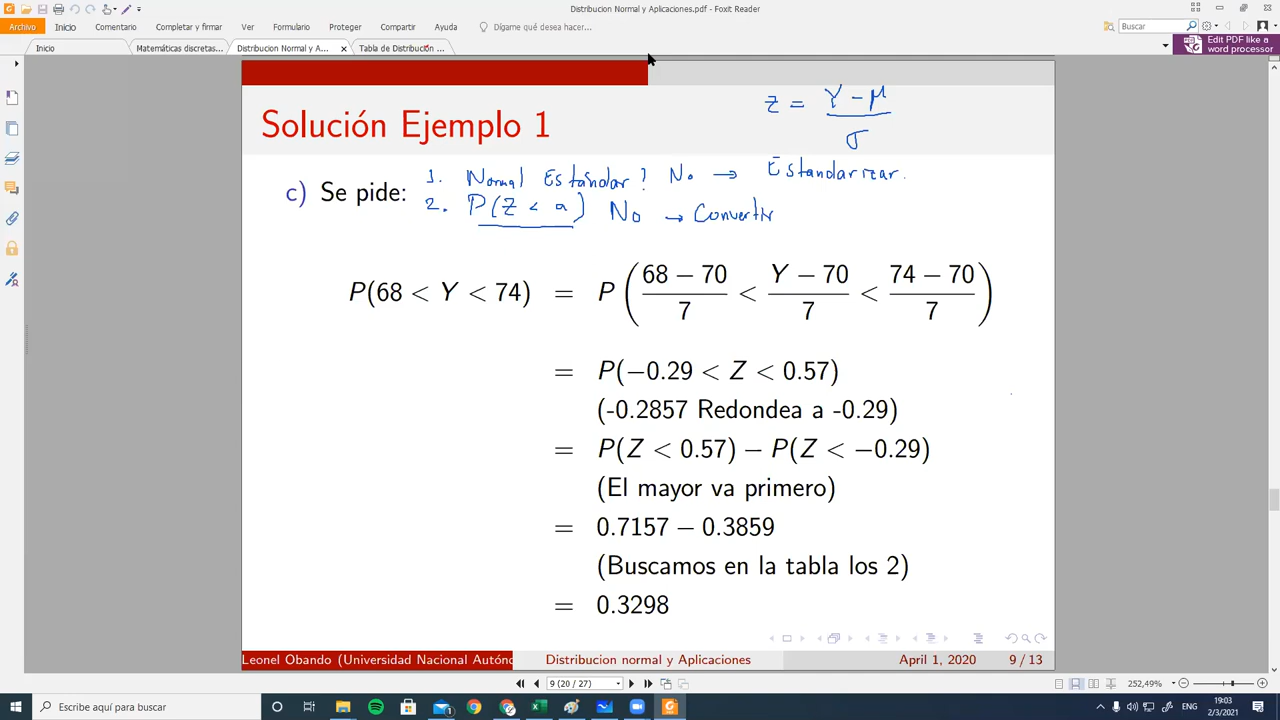 Distribucion Normal y Aplicaciones.pdf - Foxit Reader
Archivo Inicio Comentario Completar y firmar Ver Formulario Proteger Compartir Ayuda Dígame qué desea hacer... Buscar
Inicio Matemáticas discretas... Distribucion Normal y A... × Tabla de Distribución ... Edit PDF like a word processor
Solución Ejemplo 1
z = Y - μ / σ
1. Normal Estándar? No → Estandarizar.
c) Se pide:
2. P(Z < a) No → Convertir
P(68 < Y < 74) = P( 68 − 70 / 7 < Y − 70 / 7 < 74 − 70 / 7 )
= P(−0.29 < Z < 0.57)
(-0.2857 Redondea a -0.29)
= P(Z < 0.57) − P(Z < −0.29)
(El mayor va primero)
= 0.7157 − 0.3859
(Buscamos en la tabla los 2)
= 0.3298
Leonel Obando (Universidad Nacional Autóno Distribucion normal y Aplicaciones April 1, 2020 9 / 13
9 (20 / 27) 252,49%
Escribe aquí para buscar
19:03
2/3/2021